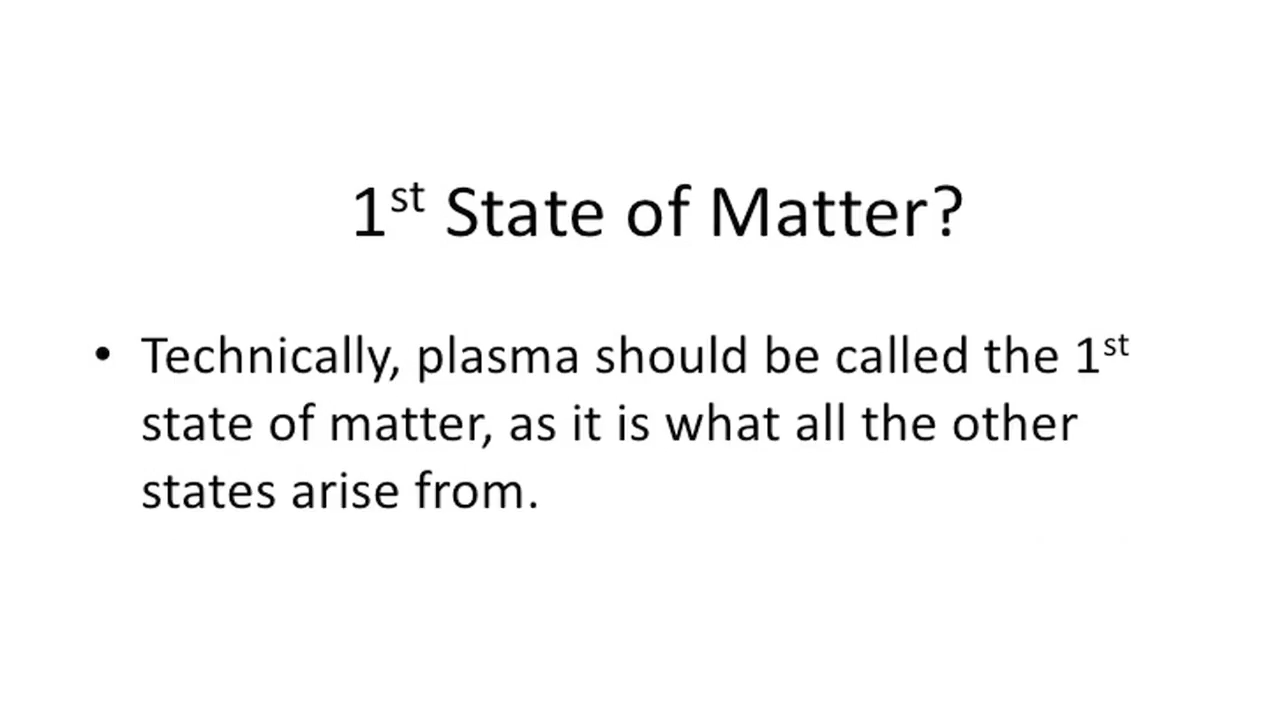 1st State of Matter?
• Technically, plasma should be called the 1st
state of matter, as it is what all the other
states arise from.